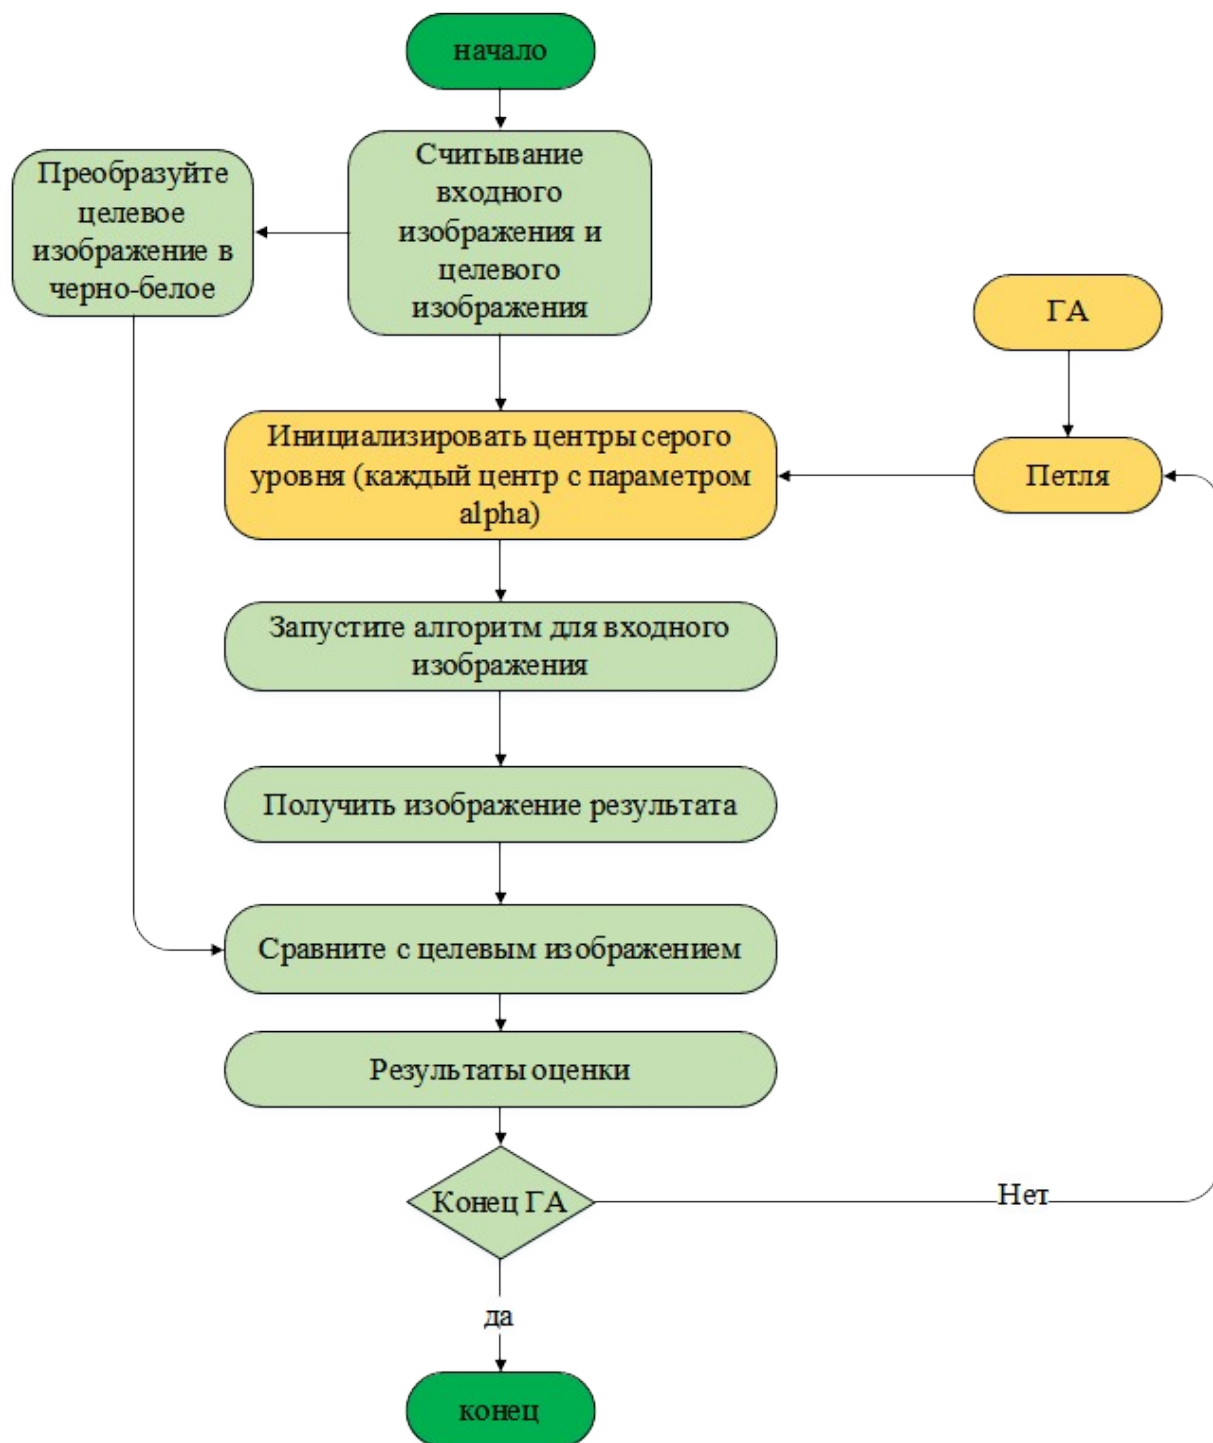 начало
Считывание
входного
изображения и
целевого
изображения
Преобразуйте
целевое
изображение в
черно-белое
ГА
Петля
Инициализировать центры серого
уровня (каждый центр с параметром
alpha)
Запустите алгоритм для входного
изображения
Получить изображение результата
Сравните с целевым изображением
Результаты оценки
Конец ГА
Нет
да
конец